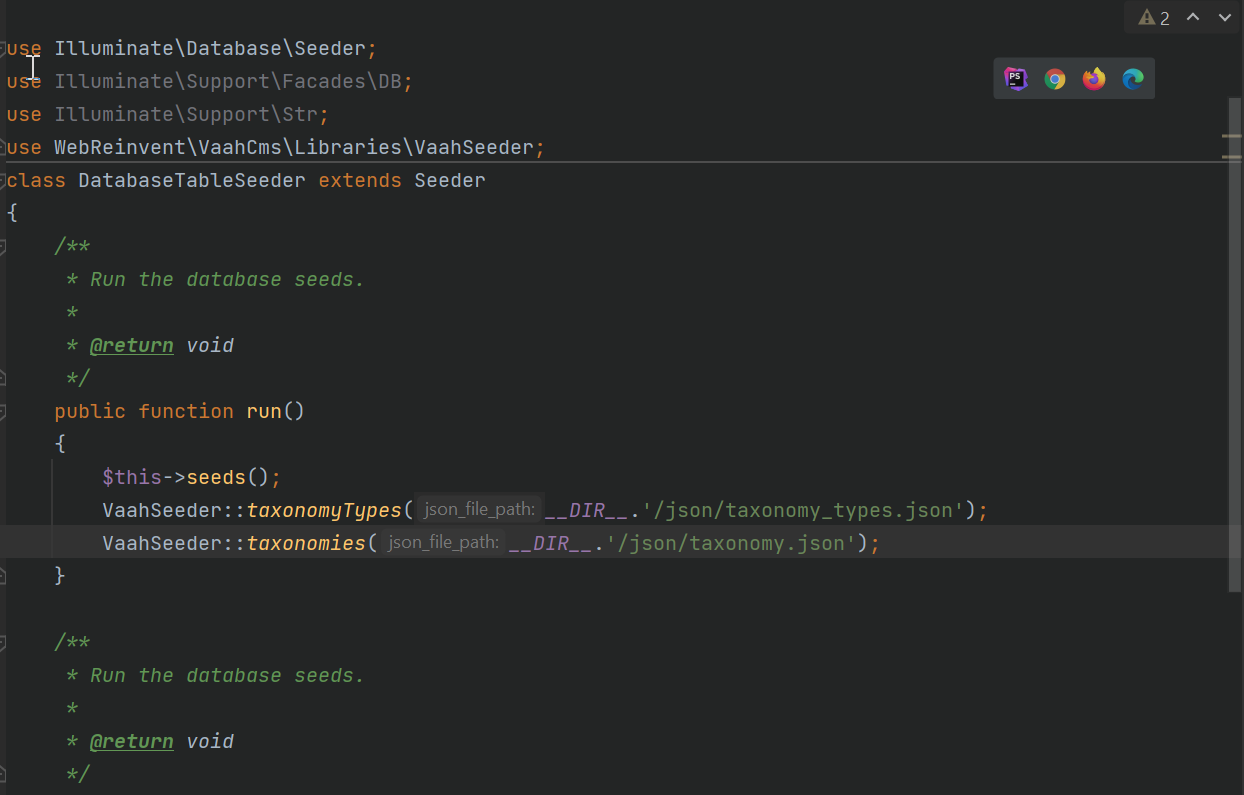 2
use Illuminate\Database\Seeder;
use Illuminate\Support\Facades\DB;
PS
use Illuminate\Support\Str;
use WebReinvent\VaahCms\Libraries\VaahSeeder;
class DatabaseTableSeeder extends Seeder
{
    /**
     * Run the database seeds.
     *
     * @return void
     */
    public function run()
    {
        $this->seeds();
        VaahSeeder::taxonomyTypes( json_file_path: __DIR__.'/json/taxonomy_types.json');
        VaahSeeder::taxonomies( json_file_path: __DIR__.'/json/taxonomy.json');
    }
    /**
     * Run the database seeds.
     *
     * @return void
     */